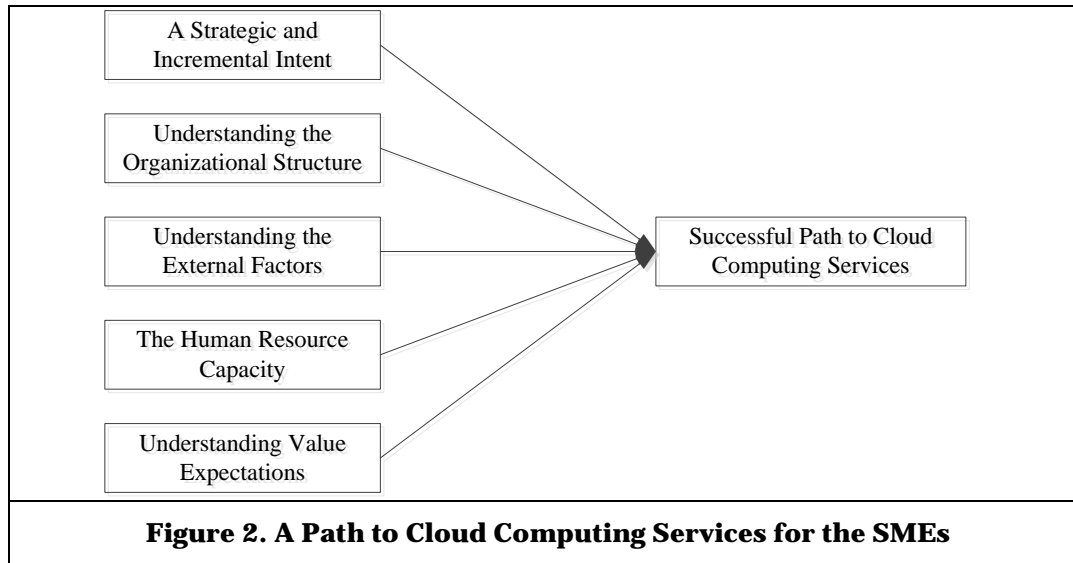 A Strategic and
Incremental Intent
Understanding the
Organizational Structure
Understanding the
External Factors
The Human Resource
Capacity
Understanding Value
Expectations
Successful Path to Cloud
Computing Services
Figure 2. A Path to Cloud Computing Services for the SMEs